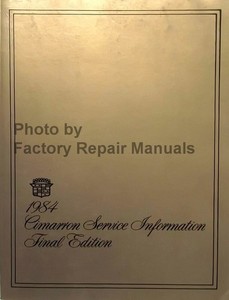 Photo by
Factory Repair Manuals
1984
Cimarron Service Information
Final Edition